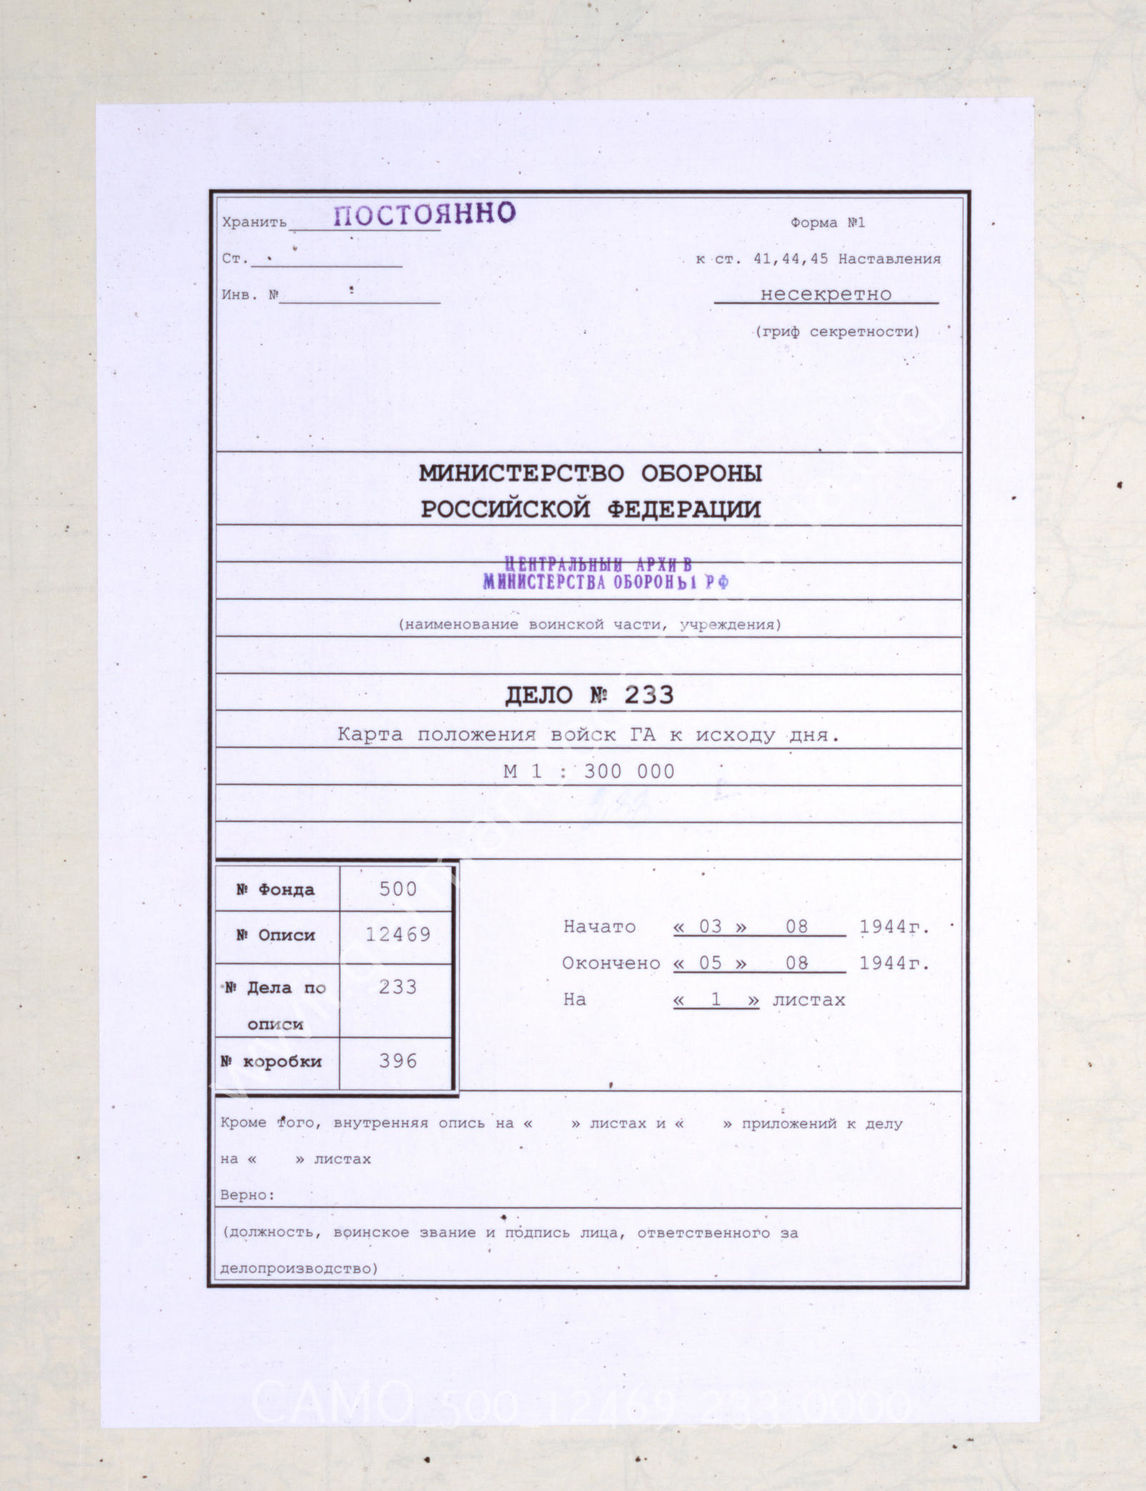 Хранить ПОСТОЯННО
Форма №1
Ст.
к ст. 41,44,45 Наставления
Инв. №
несекретно
(гриф секретности)
МИНИСТЕРСТВО ОБОРОНЫ
РОССИЙСКОЙ ФЕДЕРАЦИИ
ЦЕНТРАЛЬНЫЙ АРХИВ
МИНИСТЕРСТВА ОБОРОНЫ РФ
(наименование воинской части, учреждения)
ДЕЛО № 233
Карта положения войск ГА к исходу дня.
М 1 : 300 000
№ Фонда 500
№ Описи 12469
№ Дела по описи 233
№ коробки 396
Начато « 03 » 08 1944г.
Окончено « 05 » 08 1944г.
На « 1 » листах
Кроме того, внутренняя опись на « » листах и « » приложений к делу
на « » листах
Верно:
(должность, воинское звание и подпись лица, ответственного за
делопроизводство)
CAMO 500 12469 233 0000